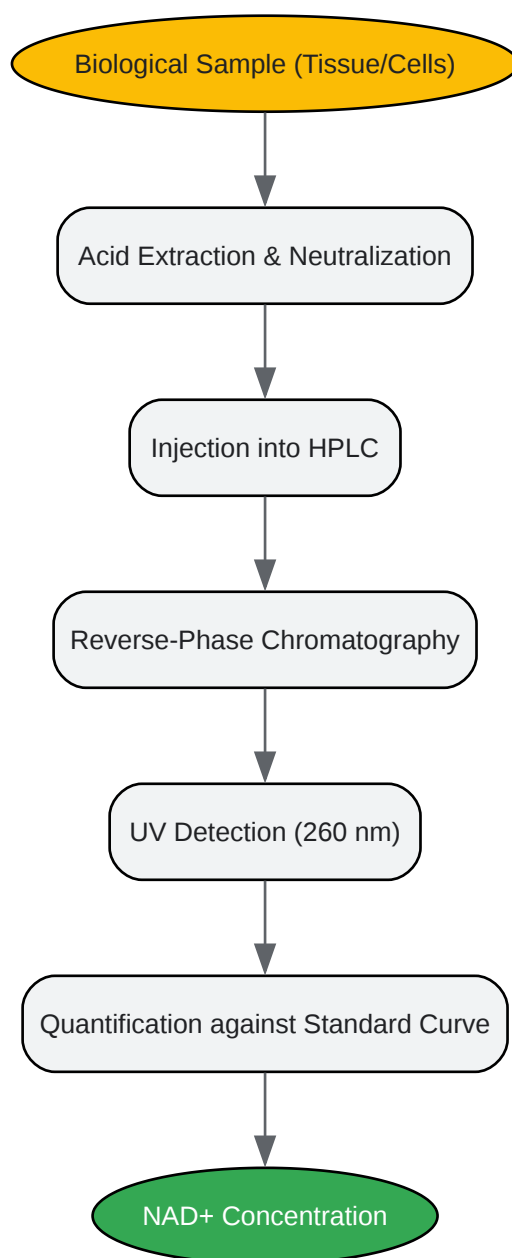 Biological Sample (Tissue/Cells)
Acid Extraction & Neutralization
Injection into HPLC
Reverse-Phase Chromatography
UV Detection (260 nm)
Quantification against Standard Curve
NAD+ Concentration